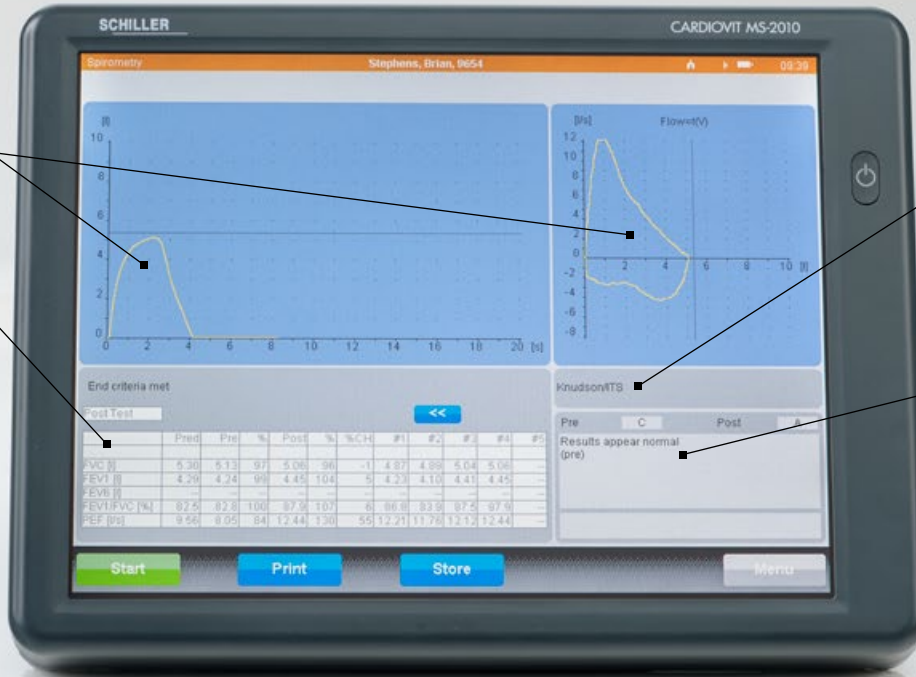 SCHILLER
CARDIOVIT MS-2010
Spirometry Stephens, Brian, 9654 09:39
[l]
10
8
6
4
2
0
0 2 4 6 8 10 12 14 16 18 20 [s]
[l/s] Flow=f(V)
12
10
8
6
4
2
0
-2
-4
-6
-8
2 4 6 8 10 [l]
End criteria met
Post Test <<
Pred Pre % Post % %CH #1 #2 #3 #4 #5
FVC [l] 5.30 5.13 97 5.06 96 -1 4.87 4.89 5.04 5.06 --
FEV1 [l] 4.29 4.24 99 4.45 104 5 4.23 4.10 4.41 4.45 --
FEV6 [l] -- -- -- -- -- -- -- -- -- -- --
FEV1/FVC [%] 82.5 82.8 100 87.9 107 6 86.8 83.9 87.5 87.9 --
PEF [l/s] 9.56 8.05 84 12.44 130 55 12.21 11.76 12.12 12.44 --
Knudson/ITS
Pre C Post A
Results appear normal
(pre)
Start Print Store Menu